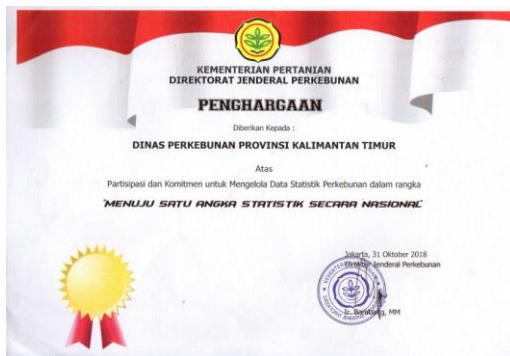 KEMENTERIAN PERTANIAN
DIREKTORAT JENDERAL PERKEBUNAN
PENGHARGAAN
Diberikan Kepada :
DINAS PERKEBUNAN PROVINSI KALIMANTAN TIMUR
Atas
Partisipasi dan Komitmen untuk Mengelola Data Statistik Perkebunan dalam rangka
"MENUJU SATU ANGKA STATISTIK SECARA NASIONAL"
Jakarta, 31 Oktober 2018
Direktur Jenderal Perkebunan
Ir. Bambang, MM